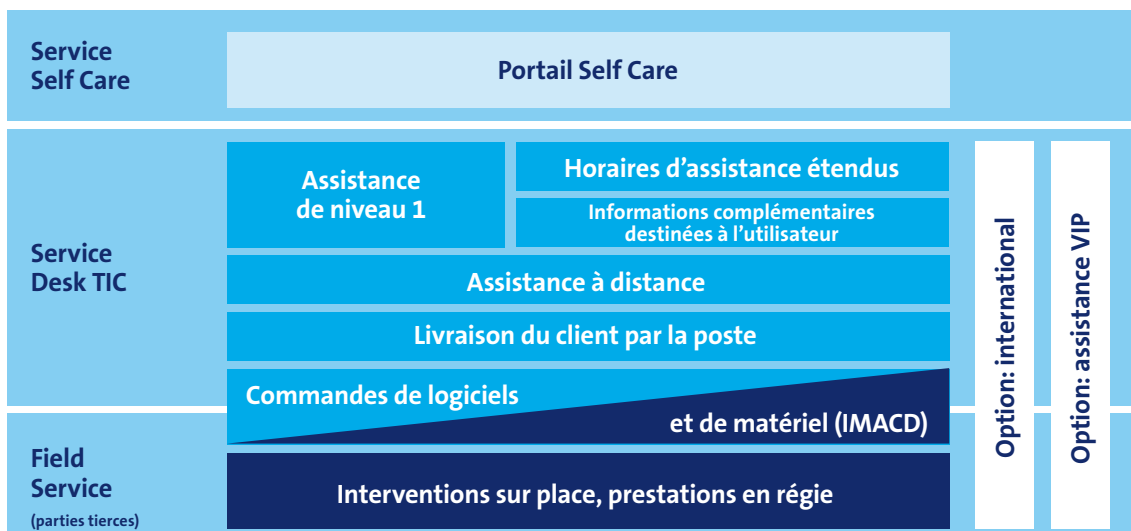 Service
Self Care
Portail Self Care
Service
Desk TIC
Assistance
de niveau 1
Horaires d’assistance étendus
Informations complémentaires
destinées à l’utilisateur
Assistance à distance
Livraison du client par la poste
Commandes de logiciels
et de matériel (IMACD)
Field
Service
(parties tierces)
Interventions sur place, prestations en régie
Option: international
Option: assistance VIP